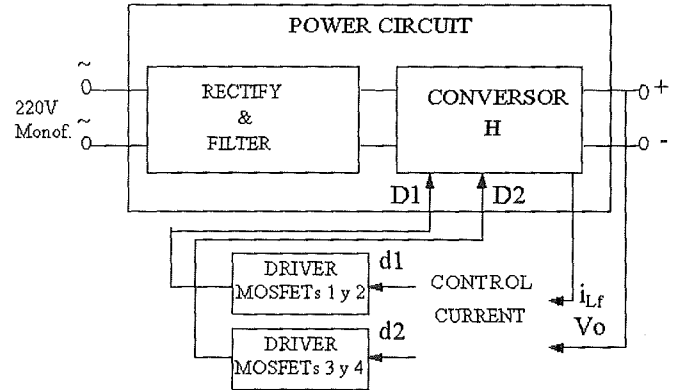 POWER CIRCUIT
~
0
220V
Monof.
~
0
RECTIFY
&
FILTER
CONVERSOR
H
0 +
0 -
D1
D2
DRIVER
MOSFETs 1 y 2
d1
CONTROL
CURRENT
iLf
Vo
DRIVER
MOSFETs 3 y 4
d2